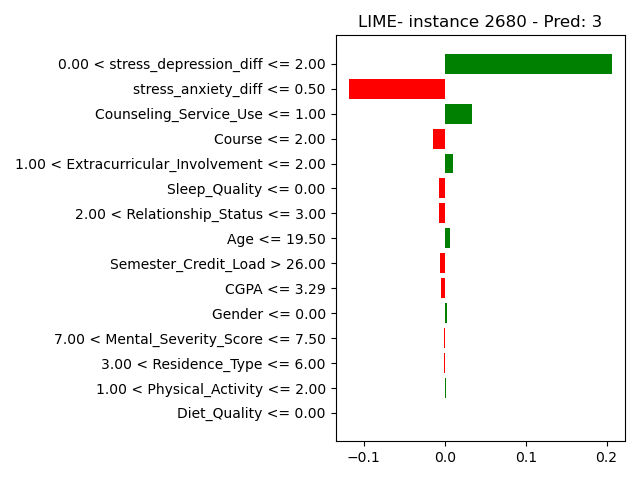 LIME- instance 2680 - Pred: 3
0.00 < stress_depression_diff <= 2.00
stress_anxiety_diff <= 0.50
Counseling_Service_Use <= 1.00
Course <= 2.00
1.00 < Extracurricular_Involvement <= 2.00
Sleep_Quality <= 0.00
2.00 < Relationship_Status <= 3.00
Age <= 19.50
Semester_Credit_Load > 26.00
CGPA <= 3.29
Gender <= 0.00
7.00 < Mental_Severity_Score <= 7.50
3.00 < Residence_Type <= 6.00
1.00 < Physical_Activity <= 2.00
Diet_Quality <= 0.00
−0.1 0.0 0.1 0.2